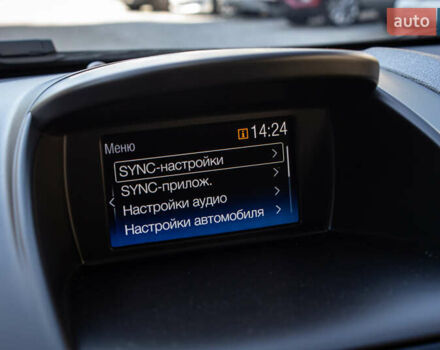 auto
Меню
14:24
SYNC-настройки
SYNC-прилож.
Настройки аудио
Настройки автомобиля